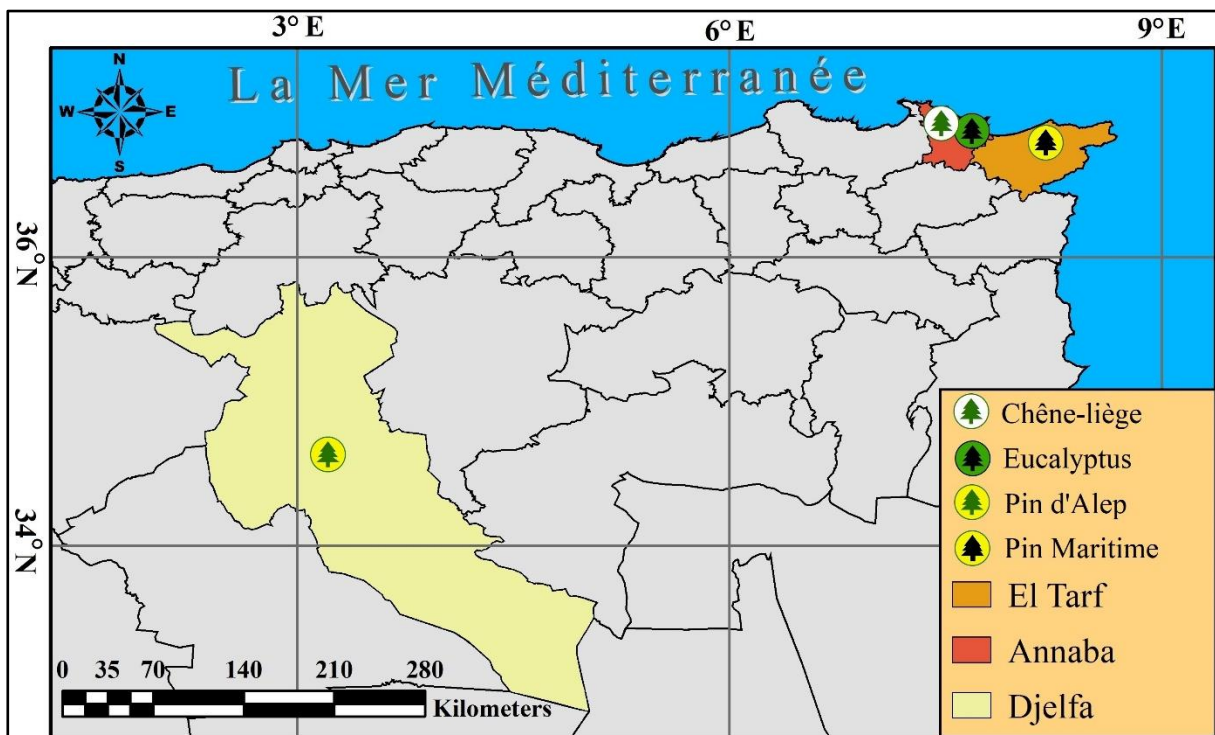 3° E 6° E 9° E
La Mer Méditerranée
N
W E
S
36° N
34° N
0 35 70 140 210 280
Kilometers
Chêne-liège
Eucalyptus
Pin d'Alep
Pin Maritime
El Tarf
Annaba
Djelfa